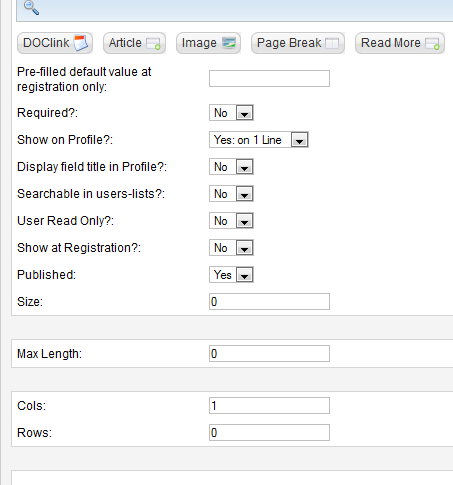 DOClink Article Image Page Break Read More
Pre-filled default value at
registration only:
Required?: No
Show on Profile?: Yes: on 1 Line
Display field title in Profile?: No
Searchable in users-lists?: No
User Read Only?: No
Show at Registration?: No
Published: Yes
Size: 0
Max Length: 0
Cols: 1
Rows: 0